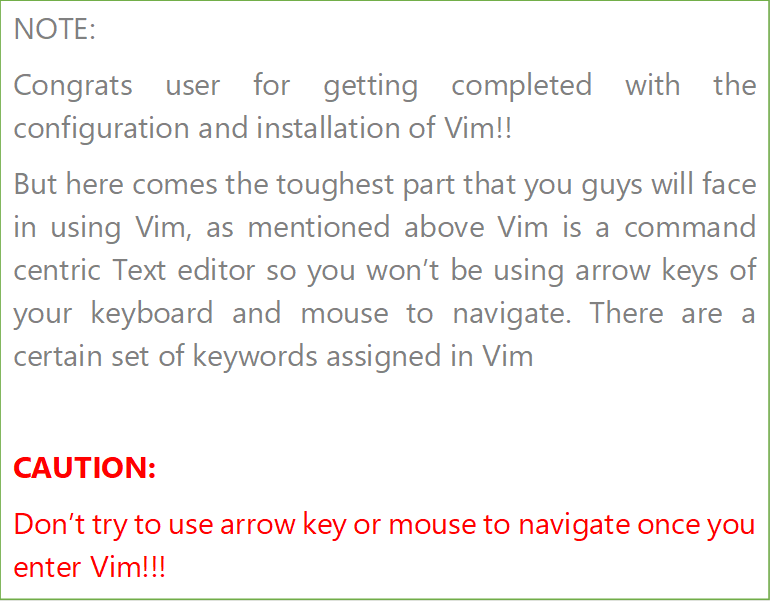 NOTE:
Congrats user for getting completed with the
configuration and installation of Vim!!
But here comes the toughest part that you guys will face
in using Vim, as mentioned above Vim is a command
centric Text editor so you won’t be using arrow keys of
your keyboard and mouse to navigate. There are a
certain set of keywords assigned in Vim
CAUTION:
Don’t try to use arrow key or mouse to navigate once you
enter Vim!!!